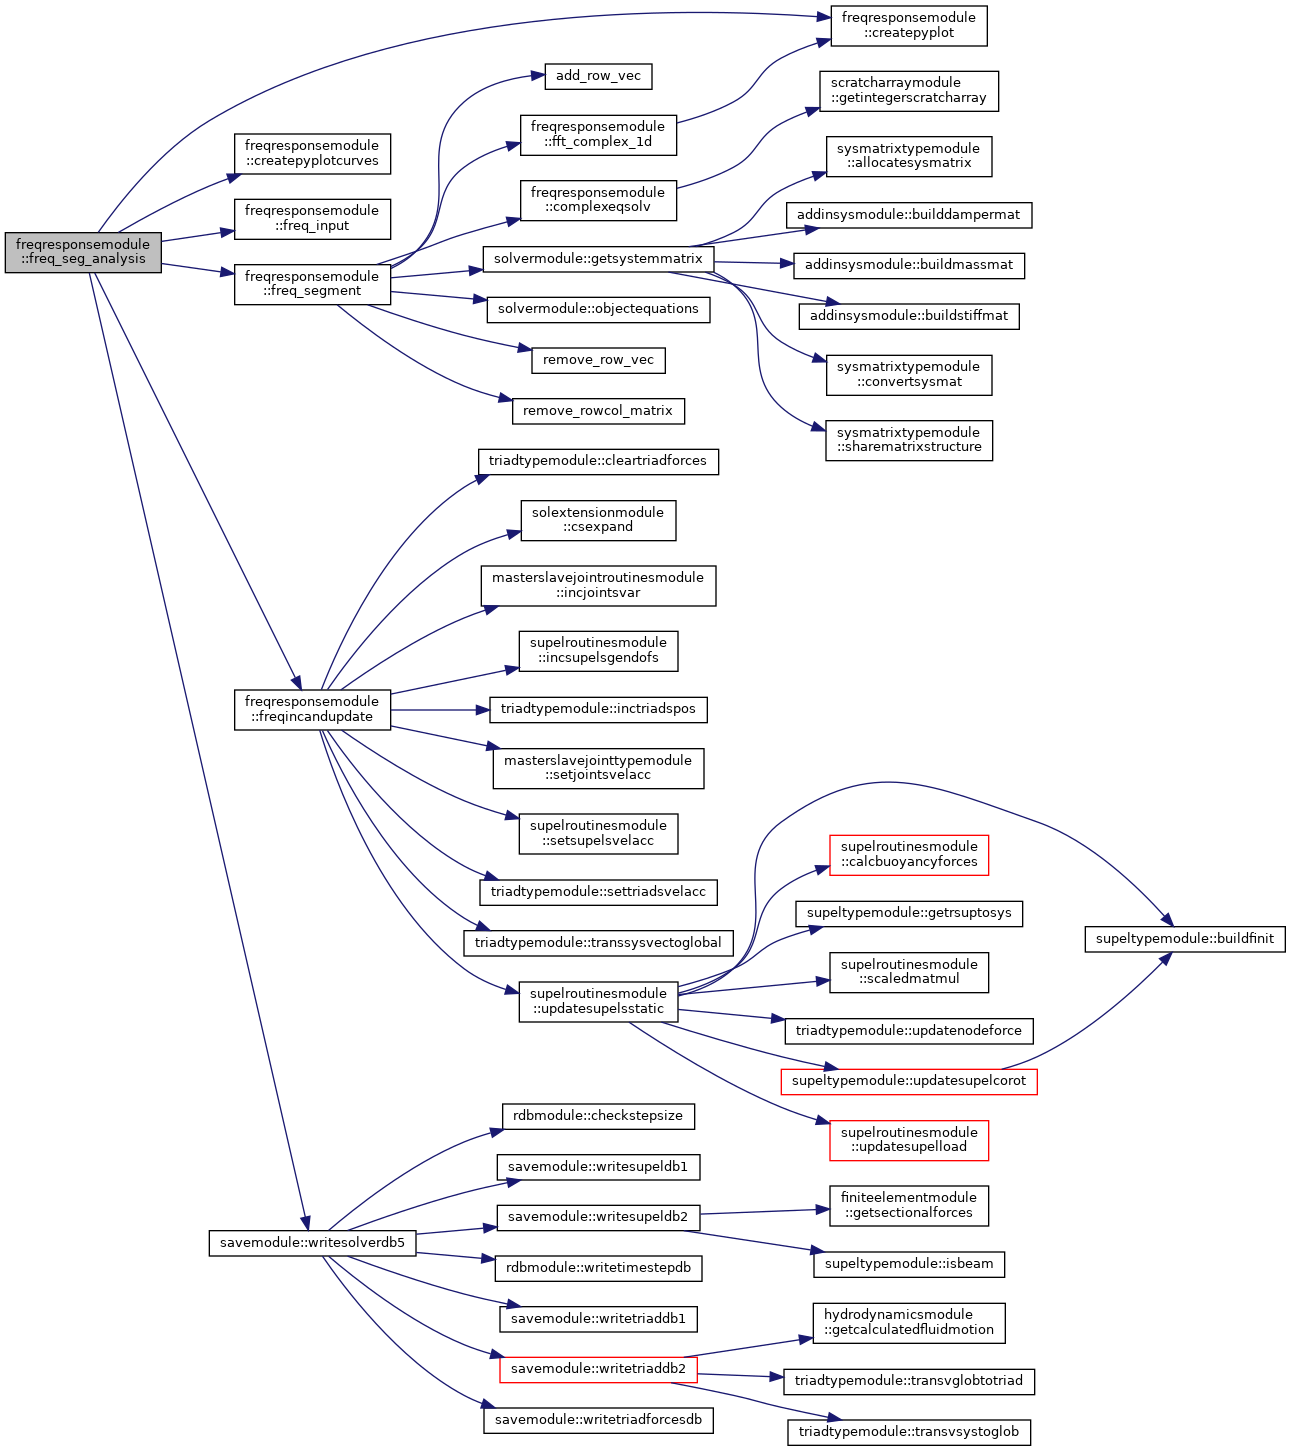 freqresponsemodule
::freq_seg_analysis
freqresponsemodule
::createpyplot
freqresponsemodule
::createpyplotcurves
freqresponsemodule
::freq_input
freqresponsemodule
::freq_segment
add_row_vec
freqresponsemodule
::fft_complex_1d
freqresponsemodule
::complexeqsolv
scratcharraymodule
::getintegerscratcharray
solvermodule::getsystemmatrix
sysmatrixtypemodule
::allocatesysmatrix
addinsysmodule::builddampermat
addinsysmodule::buildmassmat
addinsysmodule::buildstiffmat
sysmatrixtypemodule
::convertsysmat
sysmatrixtypemodule
::sharematrixstructure
solvermodule::objectequations
remove_row_vec
remove_rowcol_matrix
freqresponsemodule
::freqincandupdate
triadtypemodule::cleartriadforces
solextensionmodule
::csexpand
masterslavejointroutinesmodule
::incjointsvar
supelroutinesmodule
::incsupelsgendofs
triadtypemodule::inctriadspos
masterslavejointtypemodule
::setjointsvelacc
supelroutinesmodule
::setsupelsvelacc
triadtypemodule::settriadsvelacc
triadtypemodule::transsysvectoglobal
supelroutinesmodule
::updatesupelsstatic
supelroutinesmodule
::calcbuoyancyforces
supeltypemodule::getrsuptosys
supelroutinesmodule
::scaledmatmul
triadtypemodule::updatenodeforce
supeltypemodule::updatesupelcorot
supelroutinesmodule
::updatesupelload
supeltypemodule::buildfinit
savemodule::writesolverdb5
rdbmodule::checkstepsize
savemodule::writesupeldb1
savemodule::writesupeldb2
finiteelementmodule
::getsectionalforces
supeltypemodule::isbeam
rdbmodule::writetimestepdb
savemodule::writetriaddb1
savemodule::writetriaddb2
hydrodynamicsmodule
::getcalculatedfluidmotion
triadtypemodule::transvglobtotriad
triadtypemodule::transvsystoglob
savemodule::writetriadforcesdb